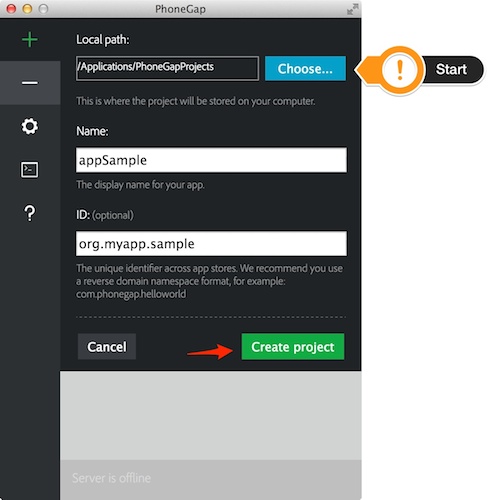 PhoneGap
Local path:
/Applications/PhoneGapProjects
Choose...
! Start
This is where the project will be stored on your computer.
Name:
appSample
The display name for your app.
ID: (optional)
org.myapp.sample
The unique identifier across app stores. We recommend you use
a reverse domain namespace format, for example:
com.phonegap.helloworld
Cancel
Create project
Server is offline